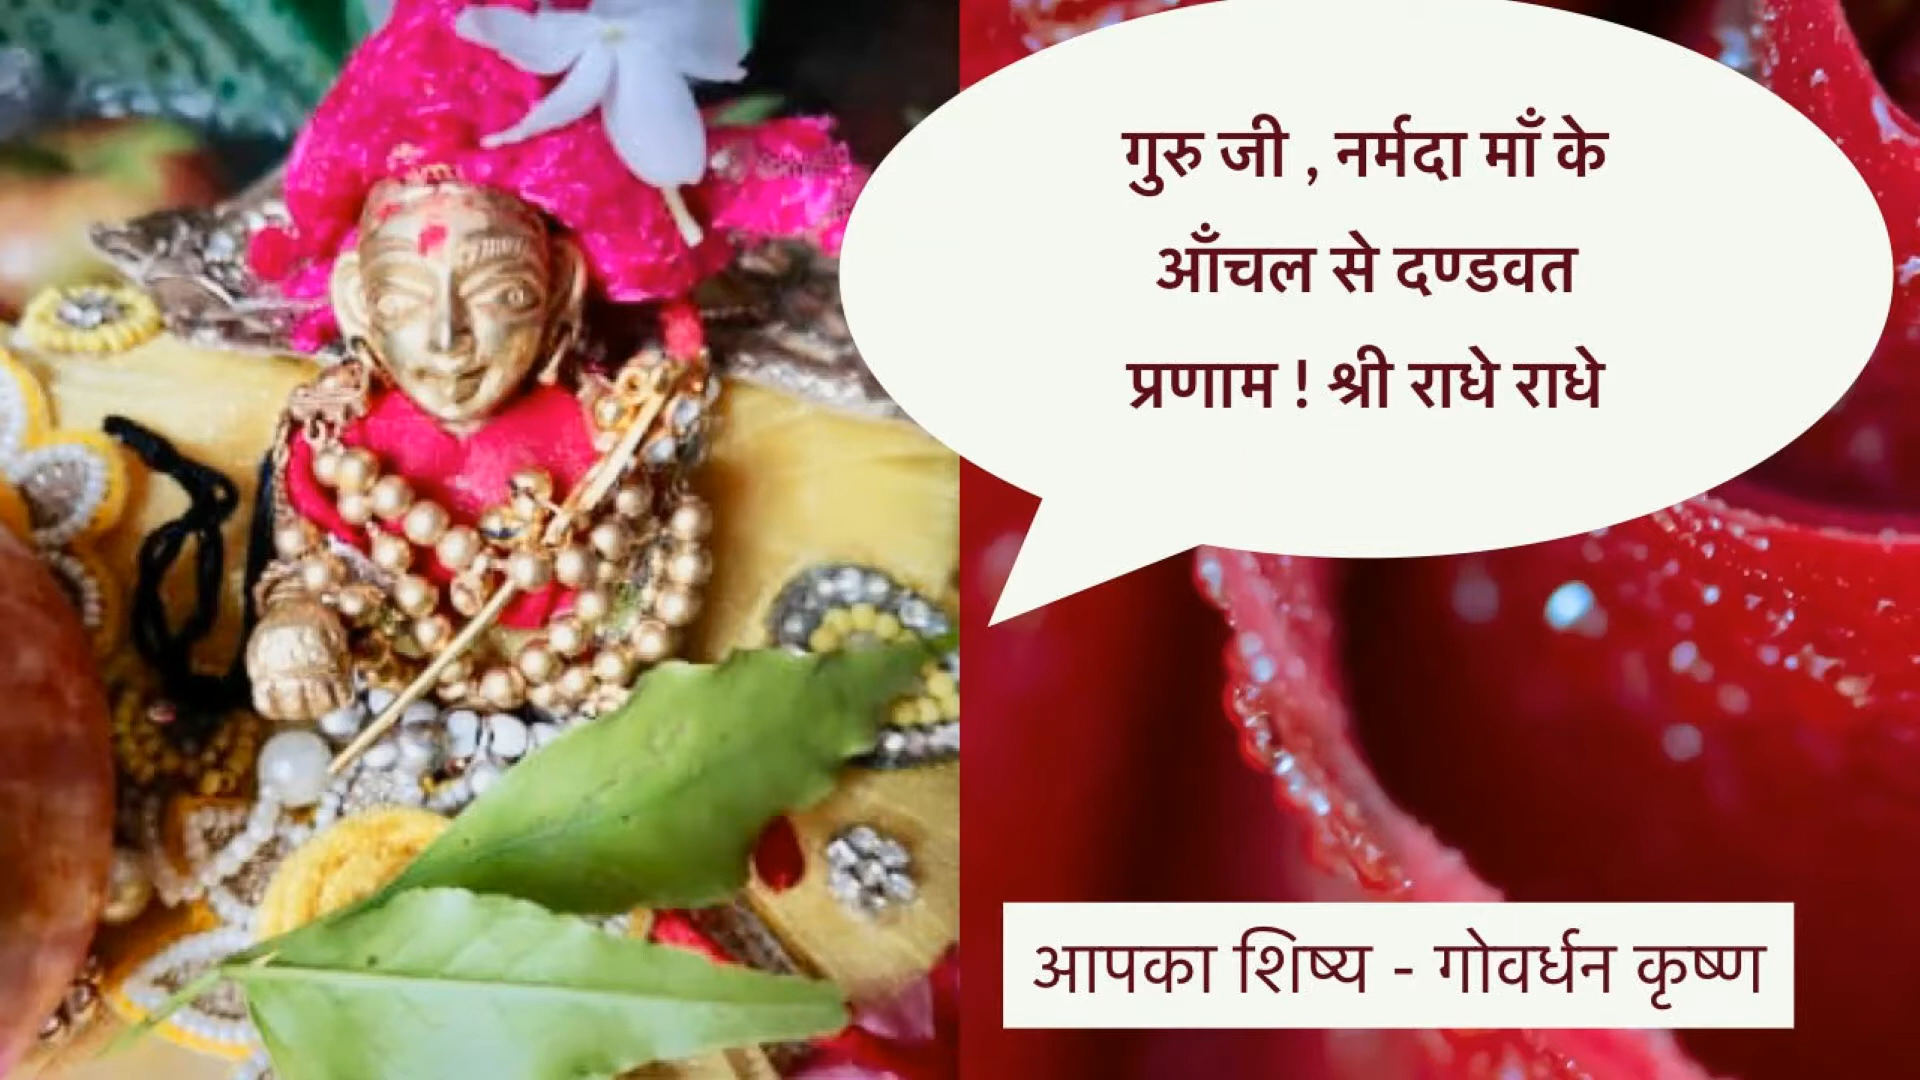 गुरु जी , नर्मदा माँ के
आँचल से दण्डवत
प्रणाम ! श्री राधे राधे
आपका शिष्य - गोवर्धन कृष्ण